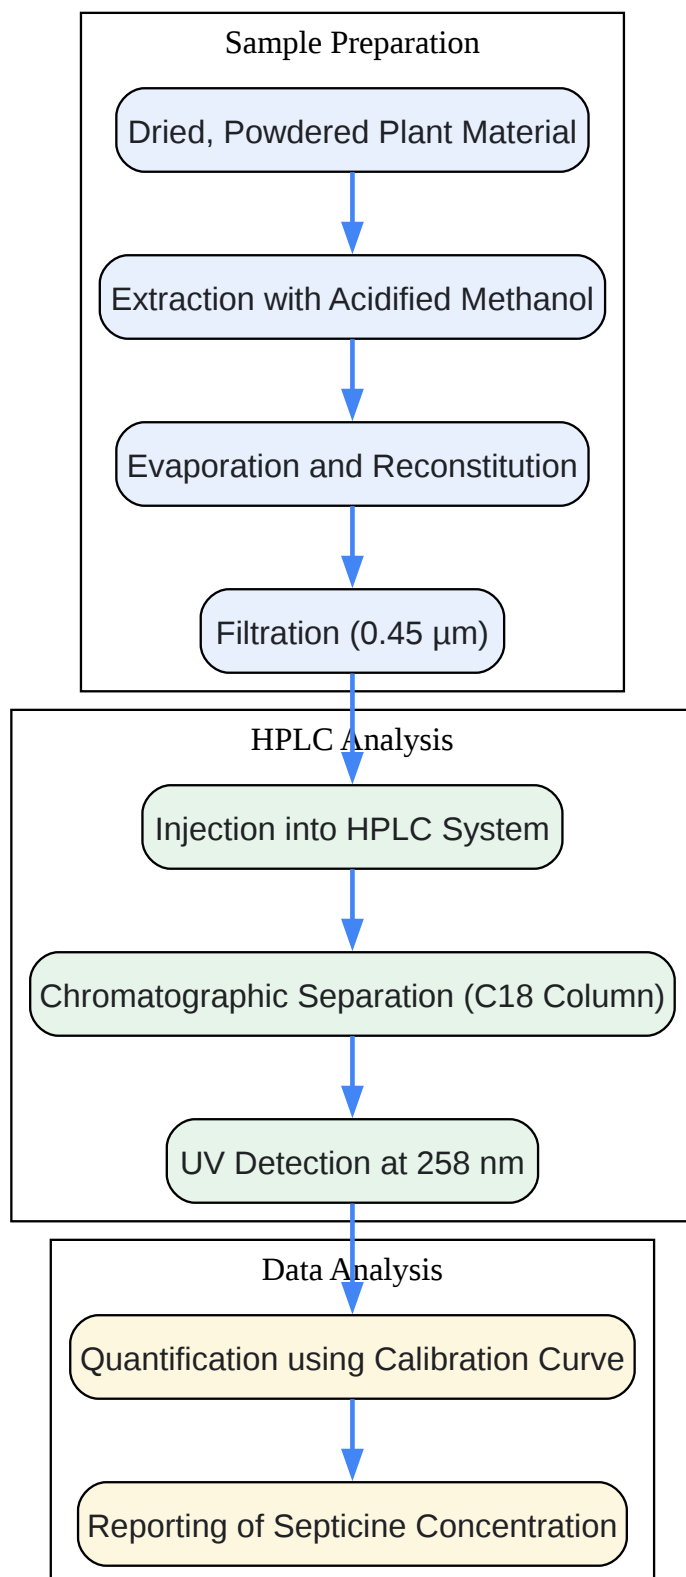 Sample Preparation
Dried, Powdered Plant Material
Extraction with Acidified Methanol
Evaporation and Reconstitution
Filtration (0.45 µm)
HPLC Analysis
Injection into HPLC System
Chromatographic Separation (C18 Column)
UV Detection at 258 nm
Data Analysis
Quantification using Calibration Curve
Reporting of Septicine Concentration